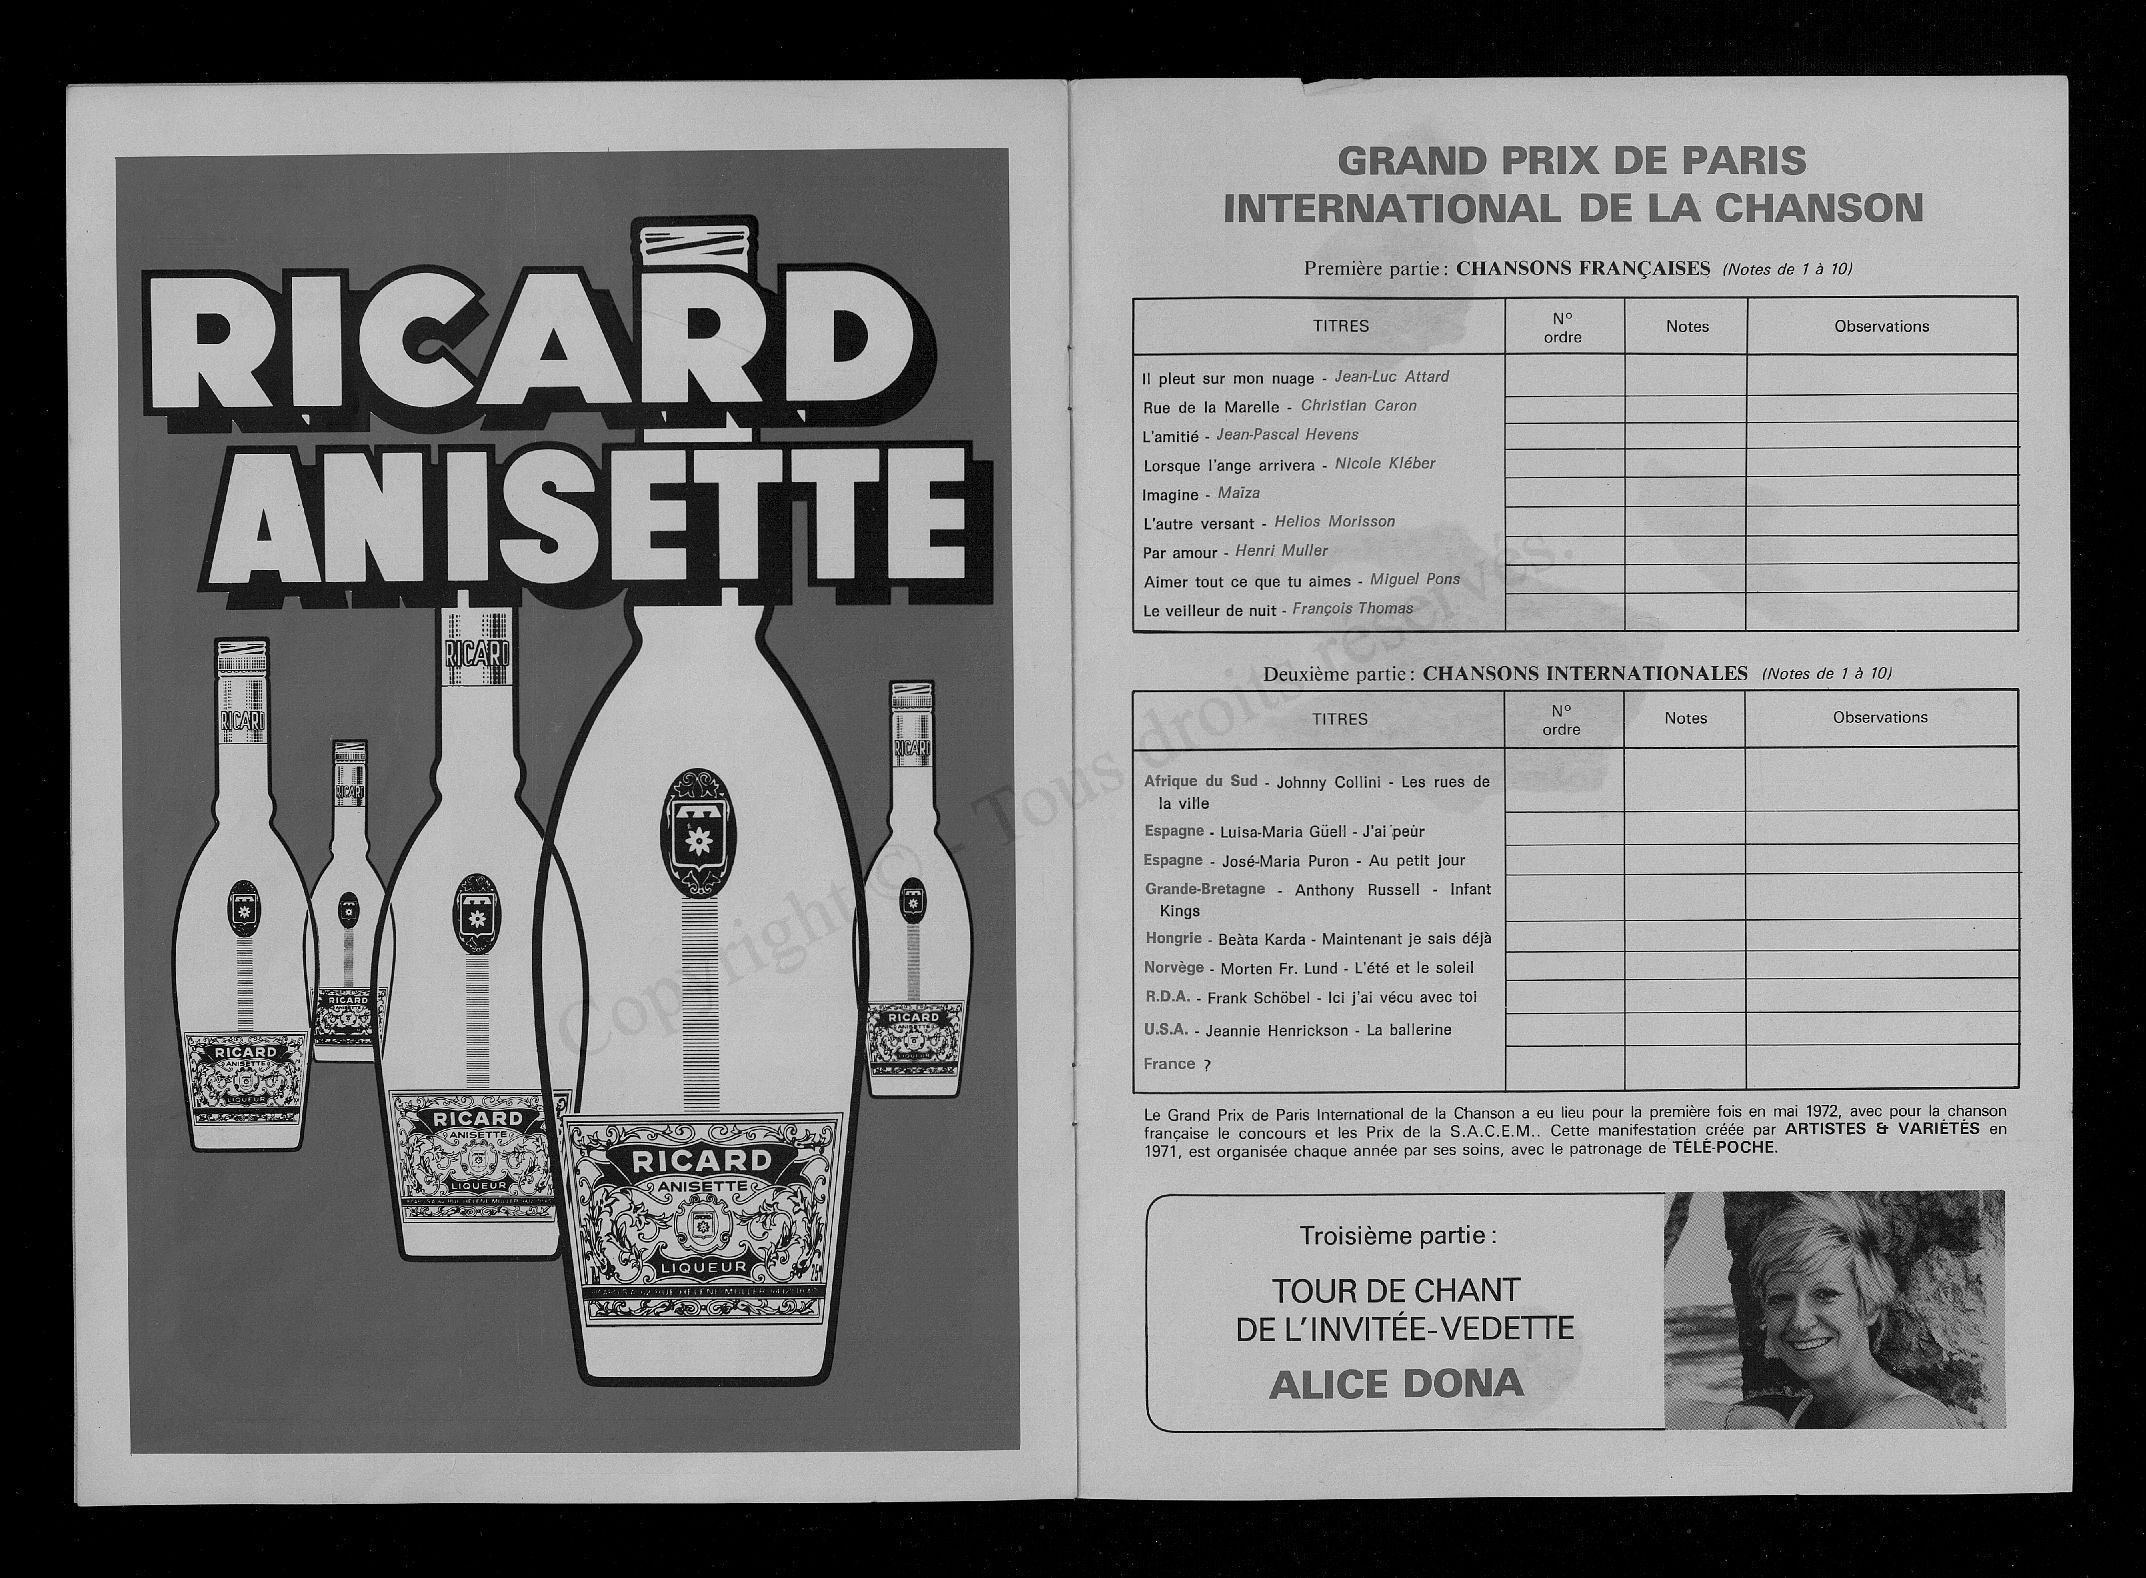 RICARD
ANISETTE
RICARD
RICARD
RICARD
RICARD
RICARD
ANISETTE
LIQUEUR
RICARD
RICARD
ANISETTE
LIQUEUR
RICARD
ANISETTE
LIQUEUR
RICARD
ANISETTE
LIQUEUR
GRAND PRIX DE PARIS
INTERNATIONAL DE LA CHANSON
Première partie : CHANSONS FRANÇAISES (Notes de 1 à 10)
TITRES N° ordre Notes Observations
Il pleut sur mon nuage - Jean-Luc Attard
Rue de la Marelle - Christian Caron
L'amitié - Jean-Pascal Hevens
Lorsque l'ange arrivera - Nicole Kléber
Imagine - Maïza
L'autre versant - Helios Morisson
Par amour - Henri Muller
Aimer tout ce que tu aimes - Miguel Pons
Le veilleur de nuit - François Thomas
Deuxième partie : CHANSONS INTERNATIONALES (Notes de 1 à 10)
TITRES N° ordre Notes Observations
Afrique du Sud - Johnny Collini - Les rues de
la ville
Espagne - Luisa-Maria Güell - J'ai peur
Espagne - José-Maria Puron - Au petit jour
Grande-Bretagne - Anthony Russell - Infant
Kings
Hongrie - Beàta Karda - Maintenant je sais déjà
Norvège - Morten Fr. Lund - L'été et le soleil
R.D.A. - Frank Schöbel - Ici j'ai vécu avec toi
U.S.A. - Jeannie Henrickson - La ballerine
France ?
Le Grand Prix de Paris International de la Chanson a eu lieu pour la première fois en mai 1972, avec pour la chanson
française le concours et les Prix de la S.A.C.E.M.. Cette manifestation créée par ARTISTES & VARIÉTÉS en
1971, est organisée chaque année par ses soins, avec le patronage de TÉLÉ-POCHE.
Troisième partie :
TOUR DE CHANT
DE L'INVITÉE-VEDETTE
ALICE DONA
Copyright © - Tous droits réservés.